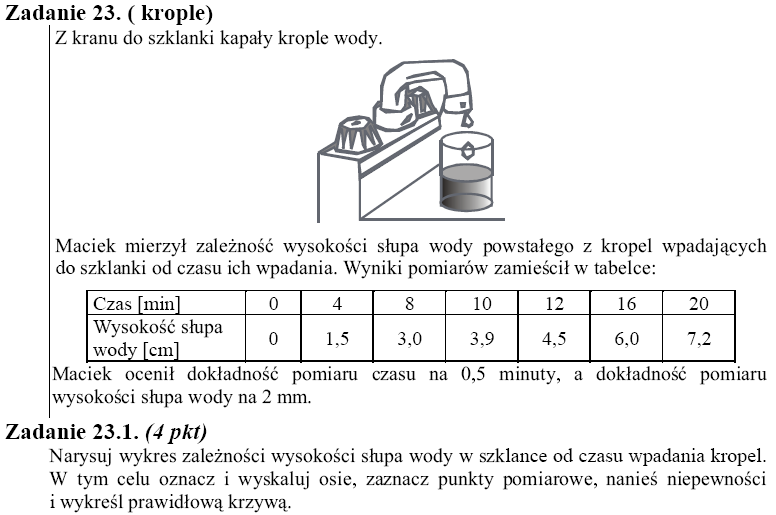 Zadanie 23. ( krople)
Z kranu do szklanki kapały krople wody.
Maciek mierzył zależność wysokości słupa wody powstałego z kropel wpadających
do szklanki od czasu ich wpadania. Wyniki pomiarów zamieścił w tabelce:
Czas [min] 0 4 8 10 12 16 20
Wysokość słupa
wody [cm] 0 1,5 3,0 3,9 4,5 6,0 7,2
Maciek ocenił dokładność pomiaru czasu na 0,5 minuty, a dokładność pomiaru
wysokości słupa wody na 2 mm.
Zadanie 23.1. (4 pkt)
Narysuj wykres zależności wysokości słupa wody w szklance od czasu wpadania kropel.
W tym celu oznacz i wyskaluj osie, zaznacz punkty pomiarowe, nanieś niepewności
i wykreśl prawidłową krzywą.